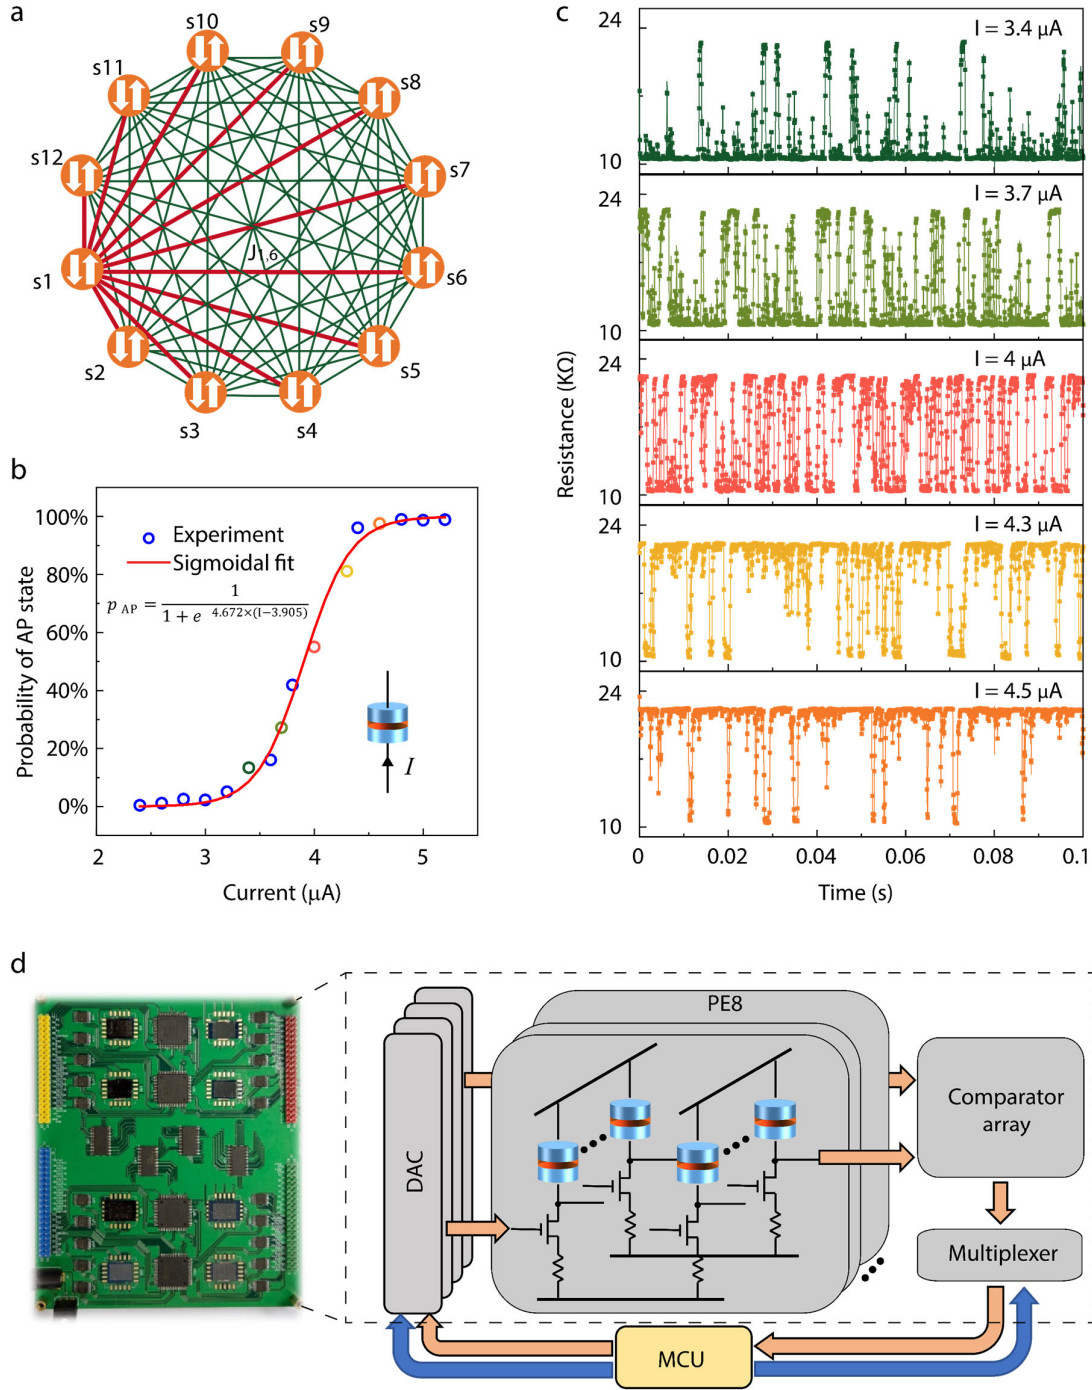 a
s10
s9
s11
s8
s12
s7
J1,6
s1
s6
s2
s5
s3
s4
b
100%
80%
60%
40%
20%
0%
Probability of AP state
Experiment
Sigmoidal fit
p AP = 1 / 1 + e 4.672×(I−3.905)
I
2
3
4
5
Current (μA)
c
24
10
I = 3.4 μA
24
10
I = 3.7 μA
24
10
I = 4 μA
24
10
I = 4.3 μA
24
10
I = 4.5 μA
Resistance (KΩ)
0
0.02
0.04
0.06
0.08
0.1
Time (s)
d
PE8
DAC
Comparator
array
Multiplexer
MCU